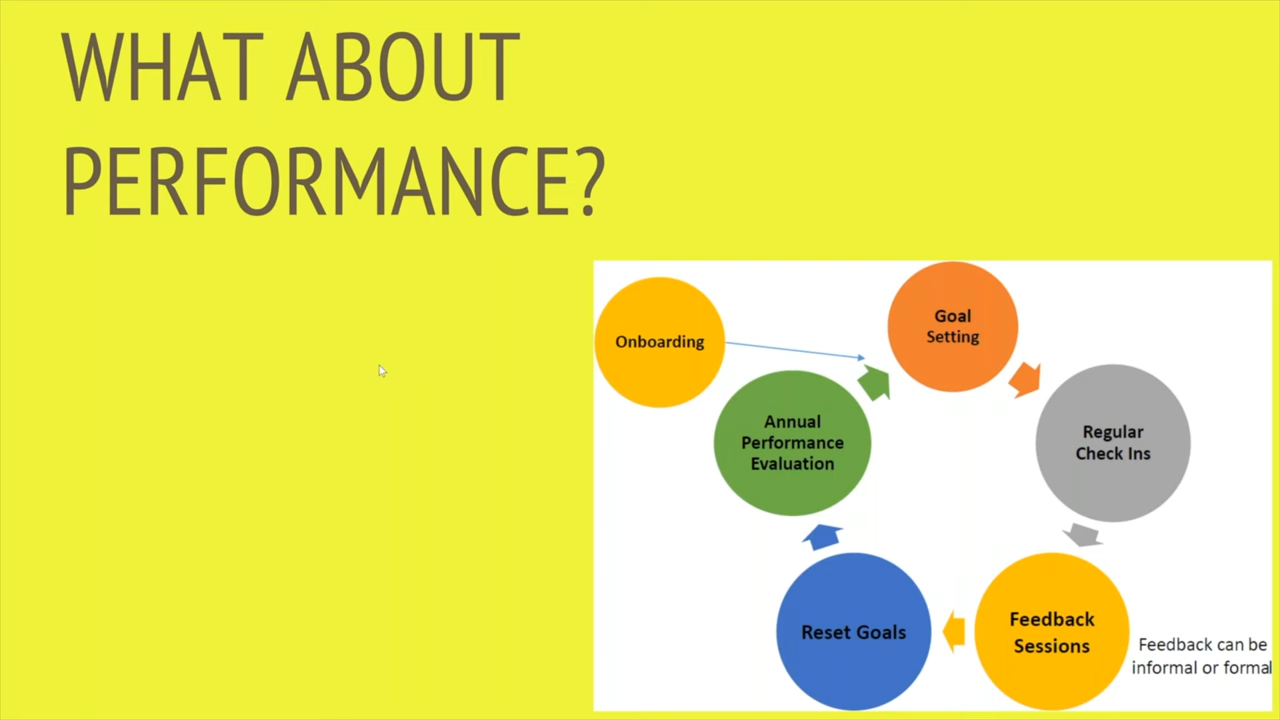 WHAT ABOUT
PERFORMANCE?
Onboarding
Goal
Setting
Regular
Check Ins
Feedback
Sessions
Feedback can be
informal or formal
Reset Goals
Annual
Performance
Evaluation